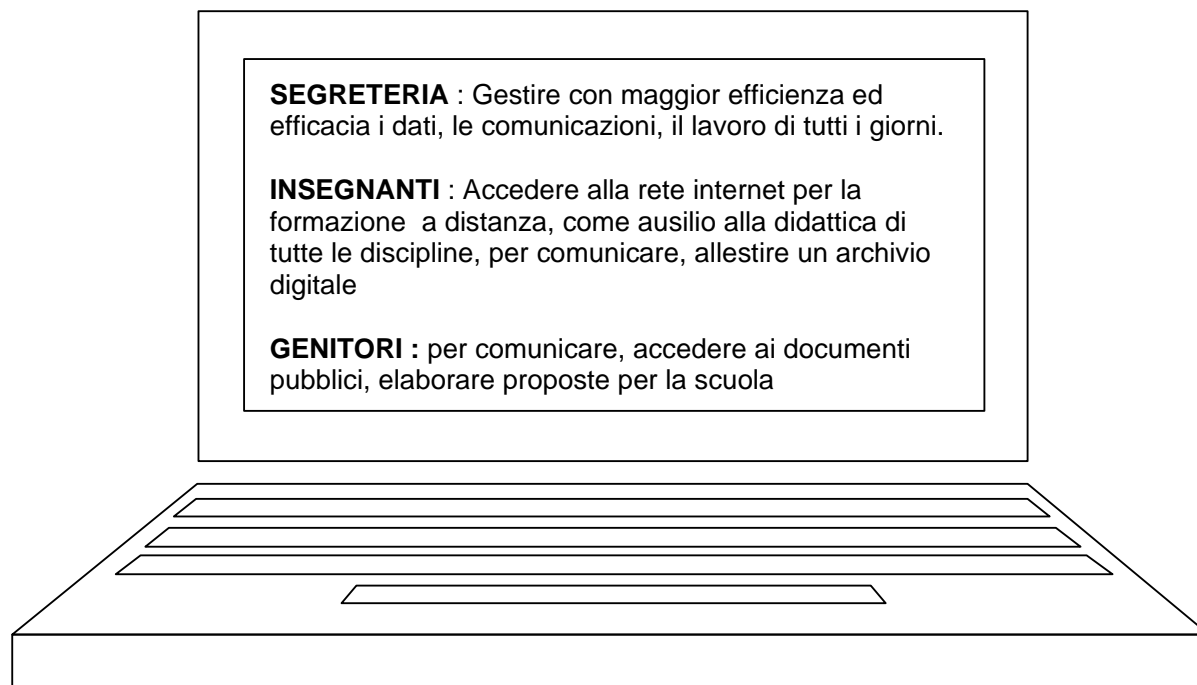 SEGRETERIA : Gestire con maggior efficienza ed
efficacia i dati, le comunicazioni, il lavoro di tutti i giorni.
INSEGNANTI : Accedere alla rete internet per la
formazione  a distanza, come ausilio alla didattica di
tutte le discipline, per comunicare, allestire un archivio
digitale
GENITORI : per comunicare, accedere ai documenti
pubblici, elaborare proposte per la scuola